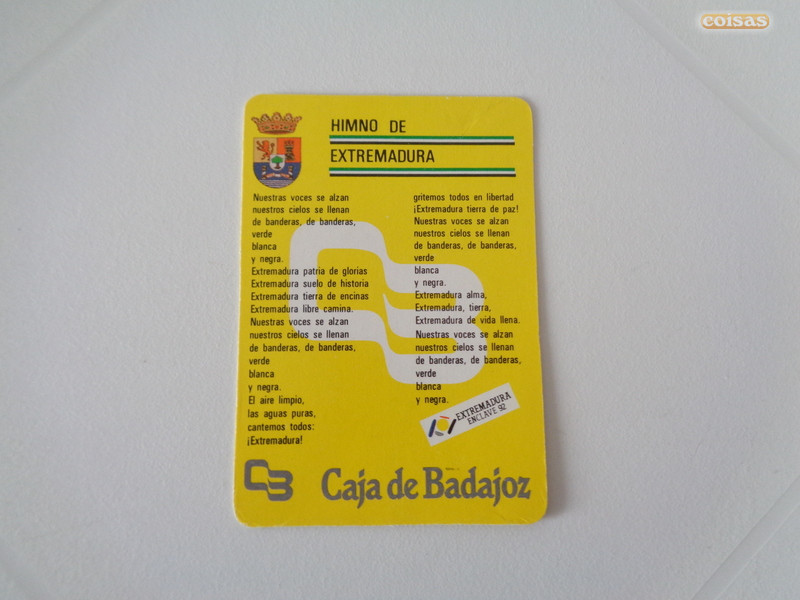 coisas
HIMNO DE
EXTREMADURA
Nuestras voces se alzan
nuestros cielos se llenan
de banderas, de banderas,
verde
blanca
y negra.
Extremadura patria de glorias
Extremadura suelo de historia
Extremadura tierra de encinas
Extremadura libre camina.
Nuestras voces se alzan
nuestros cielos se llenan
de banderas, de banderas,
verde
blanca
y negra.
El aire limpio,
las aguas puras,
cantemos todos:
¡Extremadura!
gritemos todos en libertad
¡Extremadura tierra de paz!
Nuestras voces se alzan
nuestros cielos se llenan
de banderas, de banderas,
verde
blanca
y negra.
Extremadura alma,
Extremadura, tierra,
Extremadura de vida llena.
Nuestras voces se alzan
nuestros cielos se llenan
de banderas, de banderas,
verde
blanca
y negra.
EXTREMADURA
ENCLAVE 92
CB Caja de Badajoz